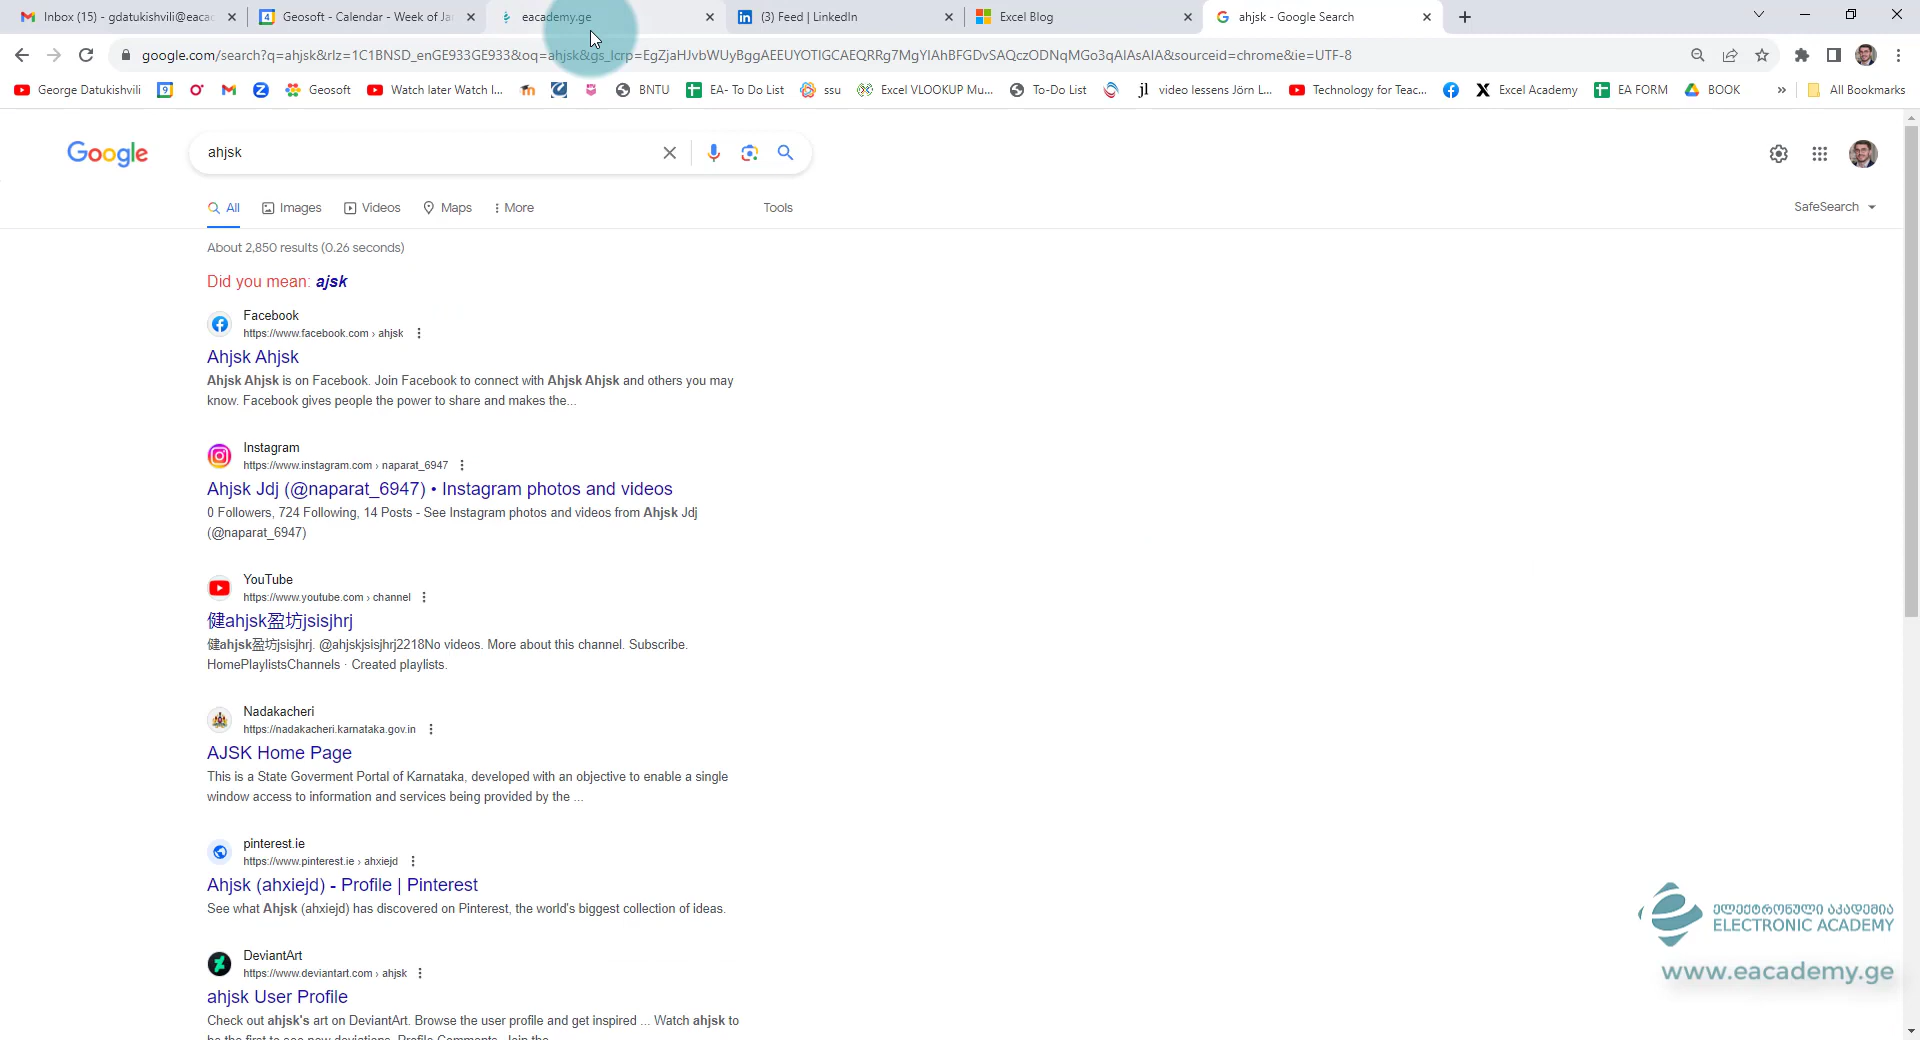 Inbox (15) - gdatukishvili@eacac
Geosoft - Calendar - Week of Ja
eacademy.ge
(3) Feed | LinkedIn
Excel Blog
ahjsk - Google Search
google.com/search?q=ahjsk&rlz=1C1BNSD_enGE933GE933&oq=ahjsk&gs_lcrp=EgZjaHJvbWUyBggAEEUYOTIGCAEQRRg7MgYIAhBFGDvSAQczODNqMGo3qAIAsAIA&sourceid=chrome&ie=UTF-8
George Datukishvili
Geosoft
Watch later Watch l...
BNTU
EA- To Do List
ssu
Excel VLOOKUP Mu...
To-Do List
video lessens Jörn L...
Technology for Teac...
Excel Academy
EA FORM
BOOK
All Bookmarks
Google
ahjsk
All
Images
Videos
Maps
More
Tools
SafeSearch
About 2,850 results (0.26 seconds)
Did you mean: ajsk
Facebook
https://www.facebook.com › ahjsk
Ahjsk Ahjsk
Ahjsk Ahjsk is on Facebook. Join Facebook to connect with Ahjsk Ahjsk and others you may
know. Facebook gives people the power to share and makes the...
Instagram
https://www.instagram.com › naparat_6947
Ahjsk Jdj (@naparat_6947) • Instagram photos and videos
0 Followers, 724 Following, 14 Posts - See Instagram photos and videos from Ahjsk Jdj
(@naparat_6947)
YouTube
https://www.youtube.com › channel
健ahjsk盈坊jsisjhrj
健ahjsk盈坊jsisjhrj. @ahjskjsisjhrj2218No videos. More about this channel. Subscribe.
HomePlaylistsChannels · Created playlists.
Nadakacheri
https://nadakacheri.karnataka.gov.in
AJSK Home Page
This is a State Goverment Portal of Karnataka, developed with an objective to enable a single
window access to information and services being provided by the ...
pinterest.ie
https://www.pinterest.ie › ahxiejd
Ahjsk (ahxiejd) - Profile | Pinterest
See what Ahjsk (ahxiejd) has discovered on Pinterest, the world's biggest collection of ideas.
DeviantArt
https://www.deviantart.com › ahjsk
ahjsk User Profile
Check out ahjsk's art on DeviantArt. Browse the user profile and get inspired ... Watch ahjsk to
be the first to see new deviations. Profile Comments. Join the
ელექტრონული აკადემია
ELECTRONIC ACADEMY
www.eacademy.ge